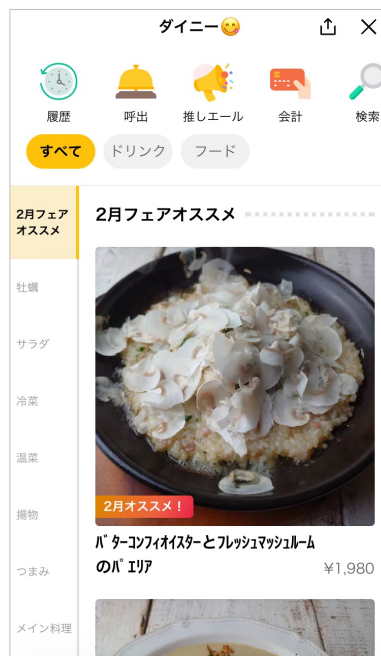 ダイニー😋
履歴
呼出
推しエール
会計
検索
すべて
ドリンク
フード
2月フェア
オススメ
2月フェアオススメ
牡蠣
サラダ
冷菜
温菜
揚物
つまみ
メイン料理
2月オススメ!
バターコンフィオイスターとフレッシュマッシュルーム
のパエリア
¥1,980